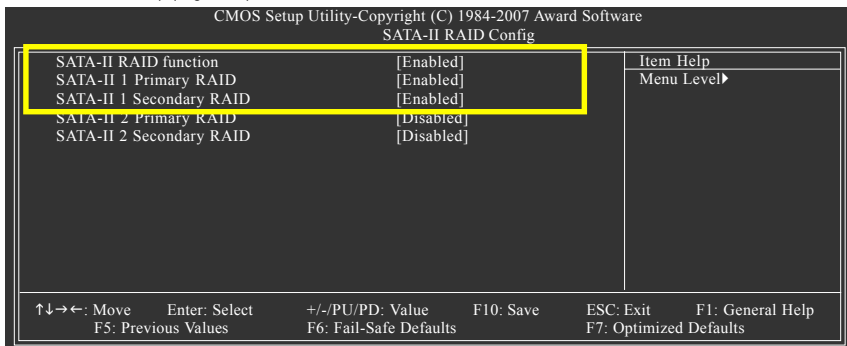 CMOS Setup Utility-Copyright (C) 1984-2007 Award Software
SATA-II RAID Config
SATA-II RAID function [Enabled]
SATA-II 1 Primary RAID [Enabled]
SATA-II 1 Secondary RAID [Enabled]
SATA-II 2 Primary RAID [Disabled]
SATA-II 2 Secondary RAID [Disabled]
Item Help
Menu Level▶
↑↓→←: Move Enter: Select +/-/PU/PD: Value F10: Save ESC: Exit F1: General Help
F5: Previous Values F6: Fail-Safe Defaults F7: Optimized Defaults